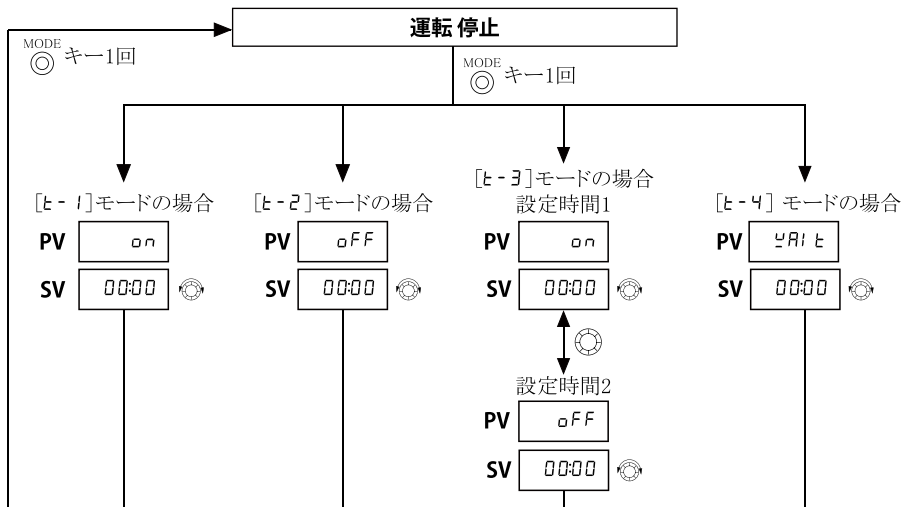 運転 停止
MODE
キー1回
MODE
キー1回
[t-1]モードの場合
PV on
SV 00:00
[t-2]モードの場合
PV oFF
SV 00:00
[t-3]モードの場合
設定時間1
PV on
SV 00:00
設定時間2
PV oFF
SV 00:00
[t-4] モードの場合
PV WAIt
SV 00:00